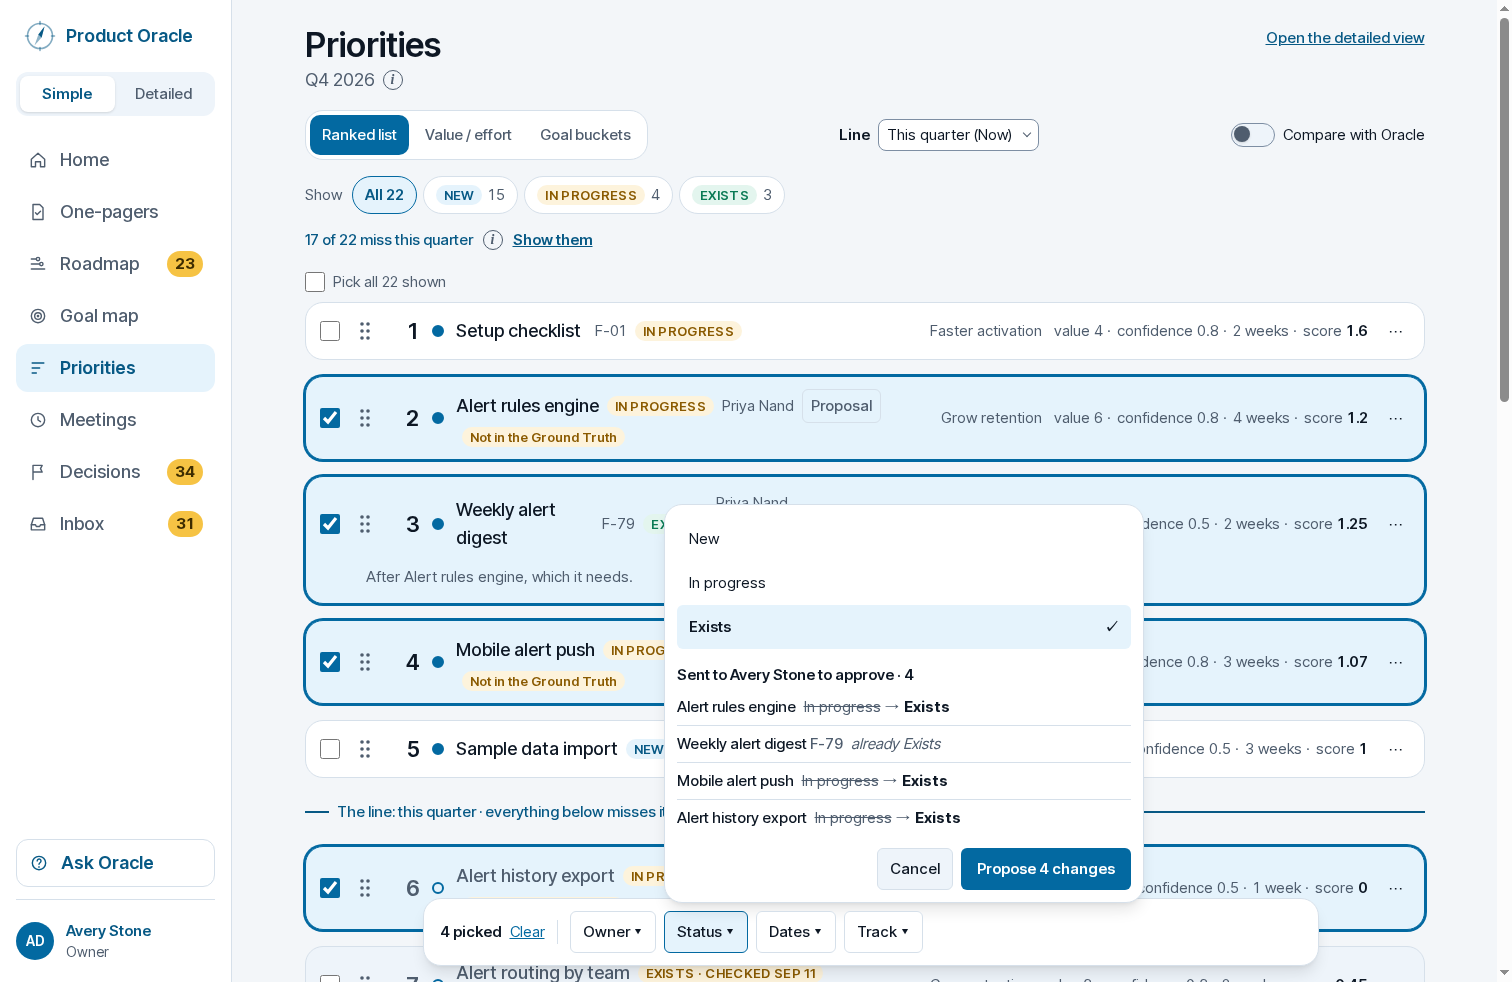 Product Oracle
Simple
Detailed
Home
One-pagers
Roadmap 23
Goal map
Priorities
Meetings
Decisions 34
Inbox 31
Ask Oracle
AD
Avery Stone
Owner
Priorities
Open the detailed view
Q4 2026 i
Ranked list
Value / effort
Goal buckets
Line
This quarter (Now)
Compare with Oracle
Show
All 22
NEW 15
IN PROGRESS 4
EXISTS 3
17 of 22 miss this quarter i Show them
Pick all 22 shown
1 Setup checklist F-01 IN PROGRESS Faster activation value 4 · confidence 0.8 · 2 weeks · score 1.6 ...
2 Alert rules engine IN PROGRESS Priya Nand Proposal Grow retention value 6 · confidence 0.8 · 4 weeks · score 1.2 ...
Not in the Ground Truth
Priya Nand
3 Weekly alert digest F-79 dence 0.5 · 2 weeks · score 1.25 ...
After Alert rules engine, which it needs.
4 Mobile alert push IN PROG dence 0.8 · 3 weeks · score 1.07 ...
Not in the Ground Truth
5 Sample data import NEW nfidence 0.5 · 3 weeks · score 1 ...
The line: this quarter · everything below misses it
6 Alert history export IN PR confidence 0.5 · 1 week · score 0 ...
New
In progress
Exists ✓
Sent to Avery Stone to approve · 4
Alert rules engine In progress → Exists
Weekly alert digest F-79 already Exists
Mobile alert push In progress → Exists
Alert history export In progress → Exists
Cancel
Propose 4 changes
4 picked Clear
Owner ▾
Status ▾
Dates ▾
Track ▾
Alert routing by team EXISTS · CHECKED SEP 11